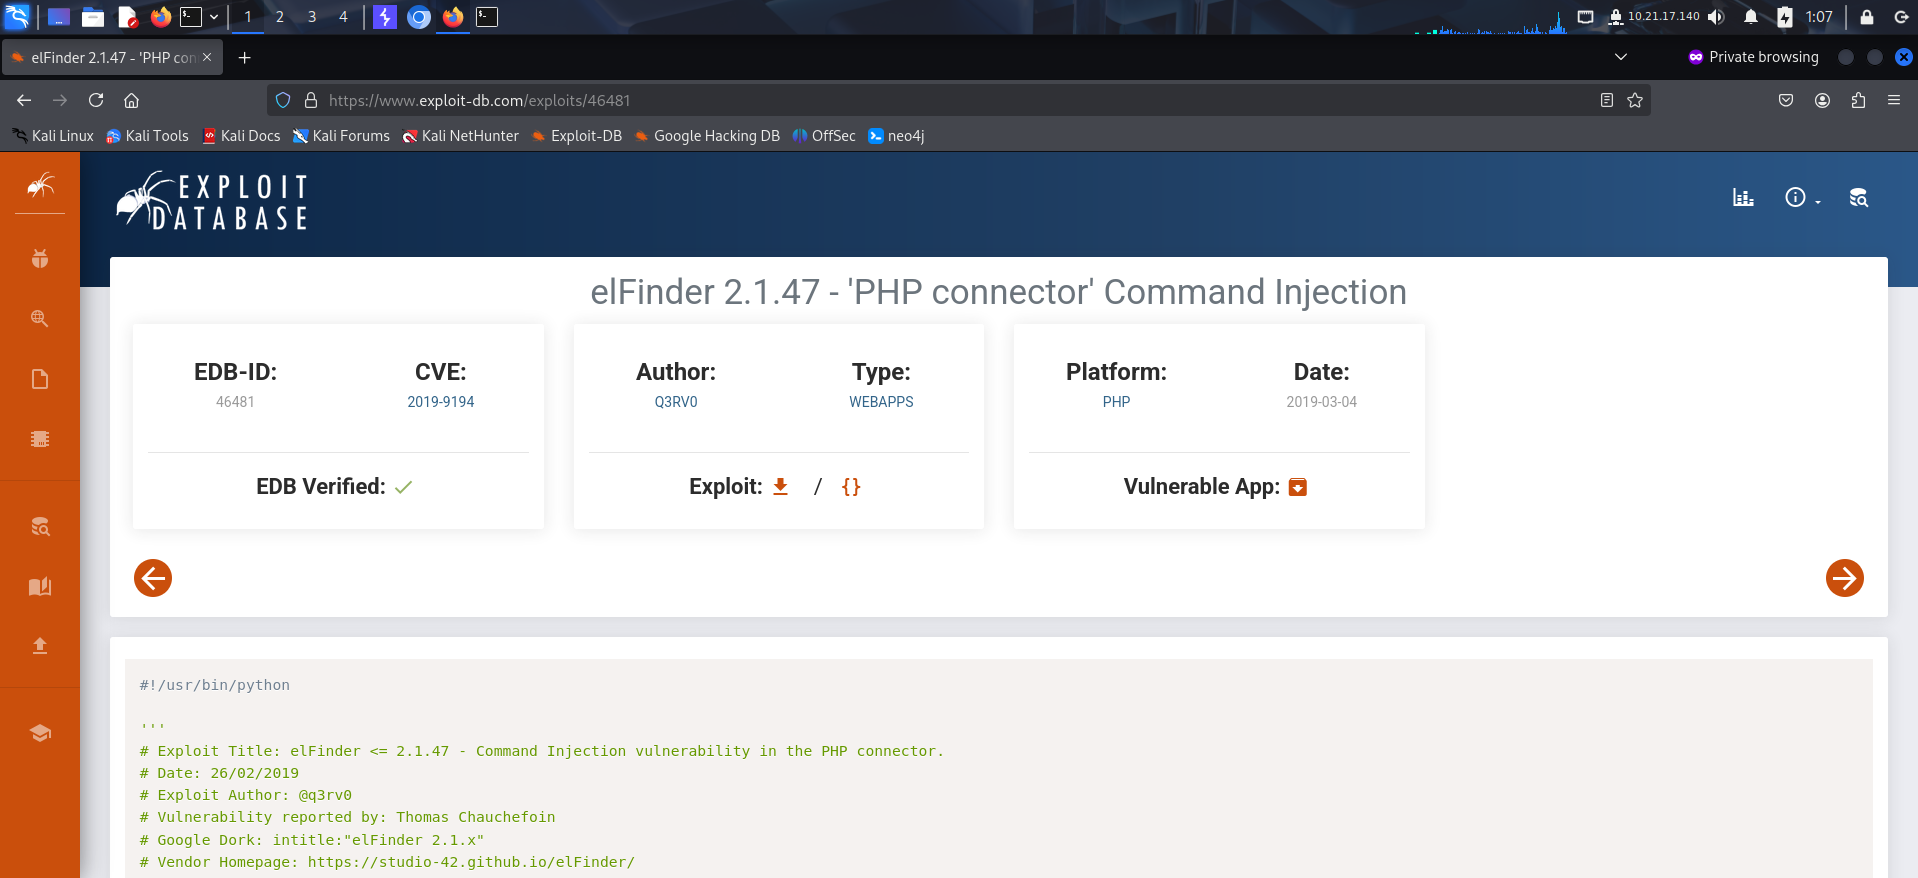 1 2 3 4
10.21.17.140
1:07
elFinder 2.1.47 - 'PHP con
Private browsing
https://www.exploit-db.com/exploits/46481
Kali Linux Kali Tools Kali Docs Kali Forums Kali NetHunter Exploit-DB Google Hacking DB OffSec neo4j
EXPLOIT
DATABASE
elFinder 2.1.47 - 'PHP connector' Command Injection
EDB-ID:
46481
CVE:
2019-9194
EDB Verified:
Author:
Q3RV0
Type:
WEBAPPS
Exploit: / {}
Platform:
PHP
Date:
2019-03-04
Vulnerable App:
#!/usr/bin/python
'''
# Exploit Title: elFinder <= 2.1.47 - Command Injection vulnerability in the PHP connector.
# Date: 26/02/2019
# Exploit Author: @q3rv0
# Vulnerability reported by: Thomas Chauchefoin
# Google Dork: intitle:"elFinder 2.1.x"
# Vendor Homepage: https://studio-42.github.io/elFinder/